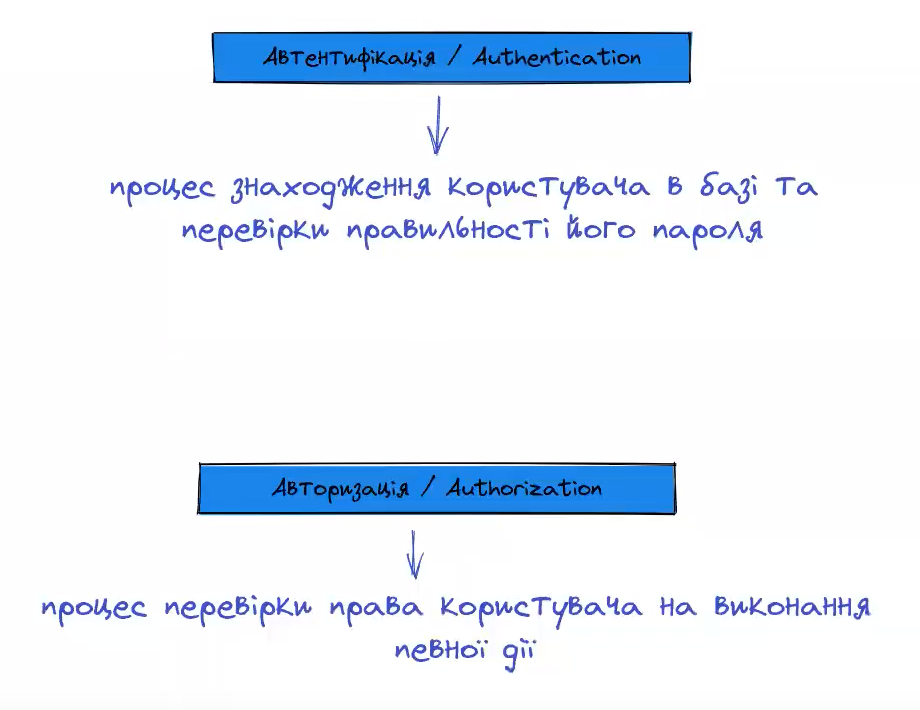 Автентифікація / Authentication
процес знаходження користувача в базі та
перевірки правильності його пароля
Авторизація / Authorization
процес перевірки права користувача на виконання
певної дії